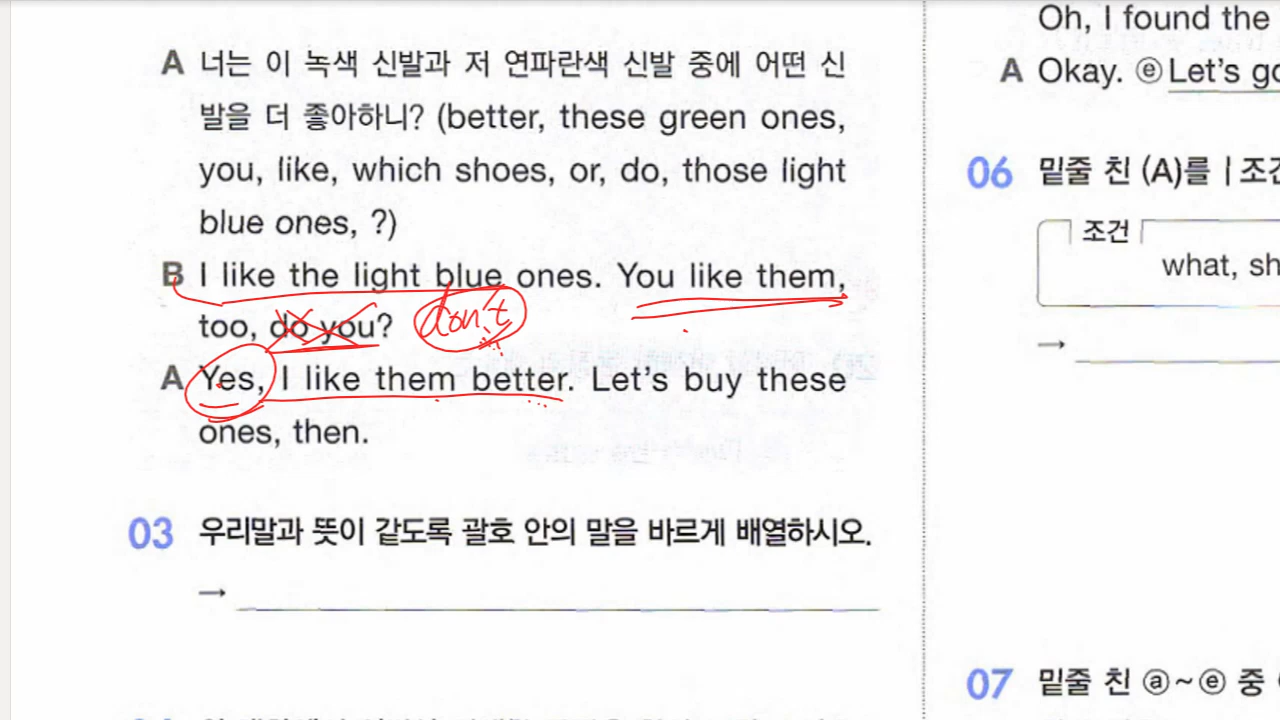 A 너는 이 녹색 신발과 저 연파란색 신발 중에 어떤 신
발을 더 좋아하니? (better, these green ones,
you, like, which shoes, or, do, those light
blue ones, ?)
B I like the light blue ones. You like them,
too, do you? don't
A Yes, I like them better. Let's buy these
ones, then.
03 우리말과 뜻이 같도록 괄호 안의 말을 바르게 배열하시오.
→
Oh, I found the
A Okay. ⓔ Let's go
06 밑줄 친 (A)를 | 조건
조건
what, sh
→
07 밑줄 친 ⓐ~ⓔ 중